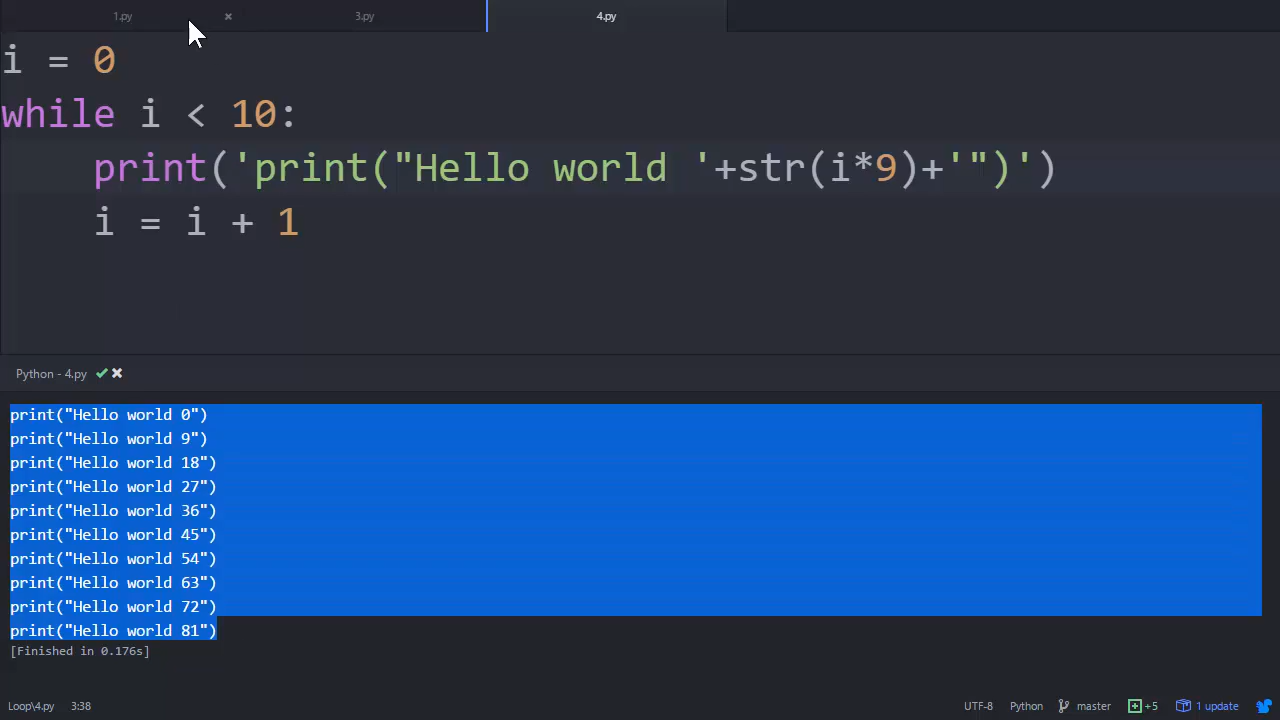 1.py × 3.py 4.py
i = 0
while i < 10:
    print('print("Hello world '+str(i*9)+'")')
    i = i + 1
Python - 4.py
print("Hello world 0")
print("Hello world 9")
print("Hello world 18")
print("Hello world 27")
print("Hello world 36")
print("Hello world 45")
print("Hello world 54")
print("Hello world 63")
print("Hello world 72")
print("Hello world 81")
[Finished in 0.176s]
Loop\4.py 3:38 UTF-8 Python master +5 1 update